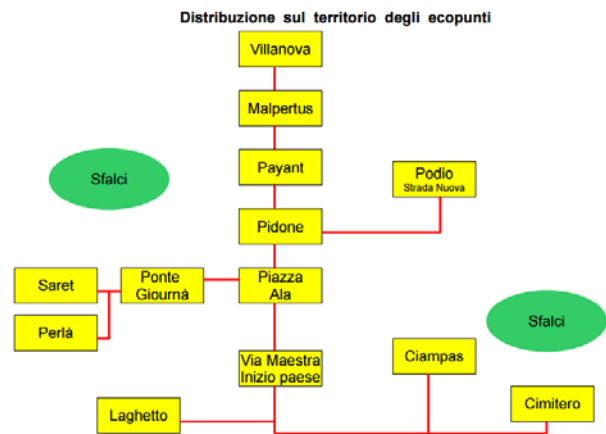 Distribuzione sul territorio degli ecopunti
Villanova
Malpertus
Payant
Sfalci
Podio
Strada Nuova
Pidone
Saret
Ponte
Giournà
Piazza
Ala
Perlà
Sfalci
Via Maestra
Inizio paese
Ciampas
Laghetto
Cimitero